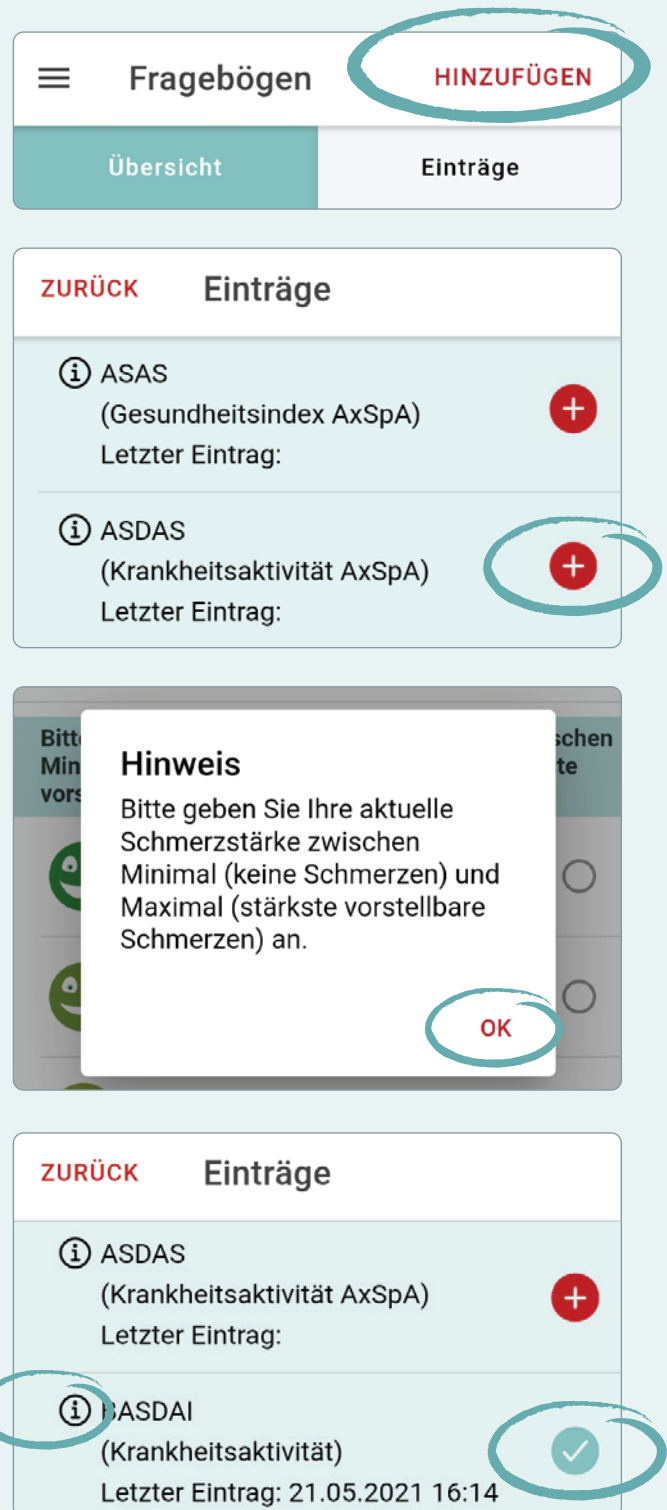 Fragebögen HINZUFÜGEN
Übersicht Einträge
ZURÜCK Einträge
ASAS
(Gesundheitsindex AxSpA)
Letzter Eintrag:
ASDAS
(Krankheitsaktivität AxSpA)
Letzter Eintrag:
Hinweis
Bitte geben Sie Ihre aktuelle
Schmerzstärke zwischen
Minimal (keine Schmerzen) und
Maximal (stärkste vorstellbare
Schmerzen) an.
OK
ZURÜCK Einträge
ASDAS
(Krankheitsaktivität AxSpA)
Letzter Eintrag:
BASDAI
(Krankheitsaktivität)
Letzter Eintrag: 21.05.2021 16:14